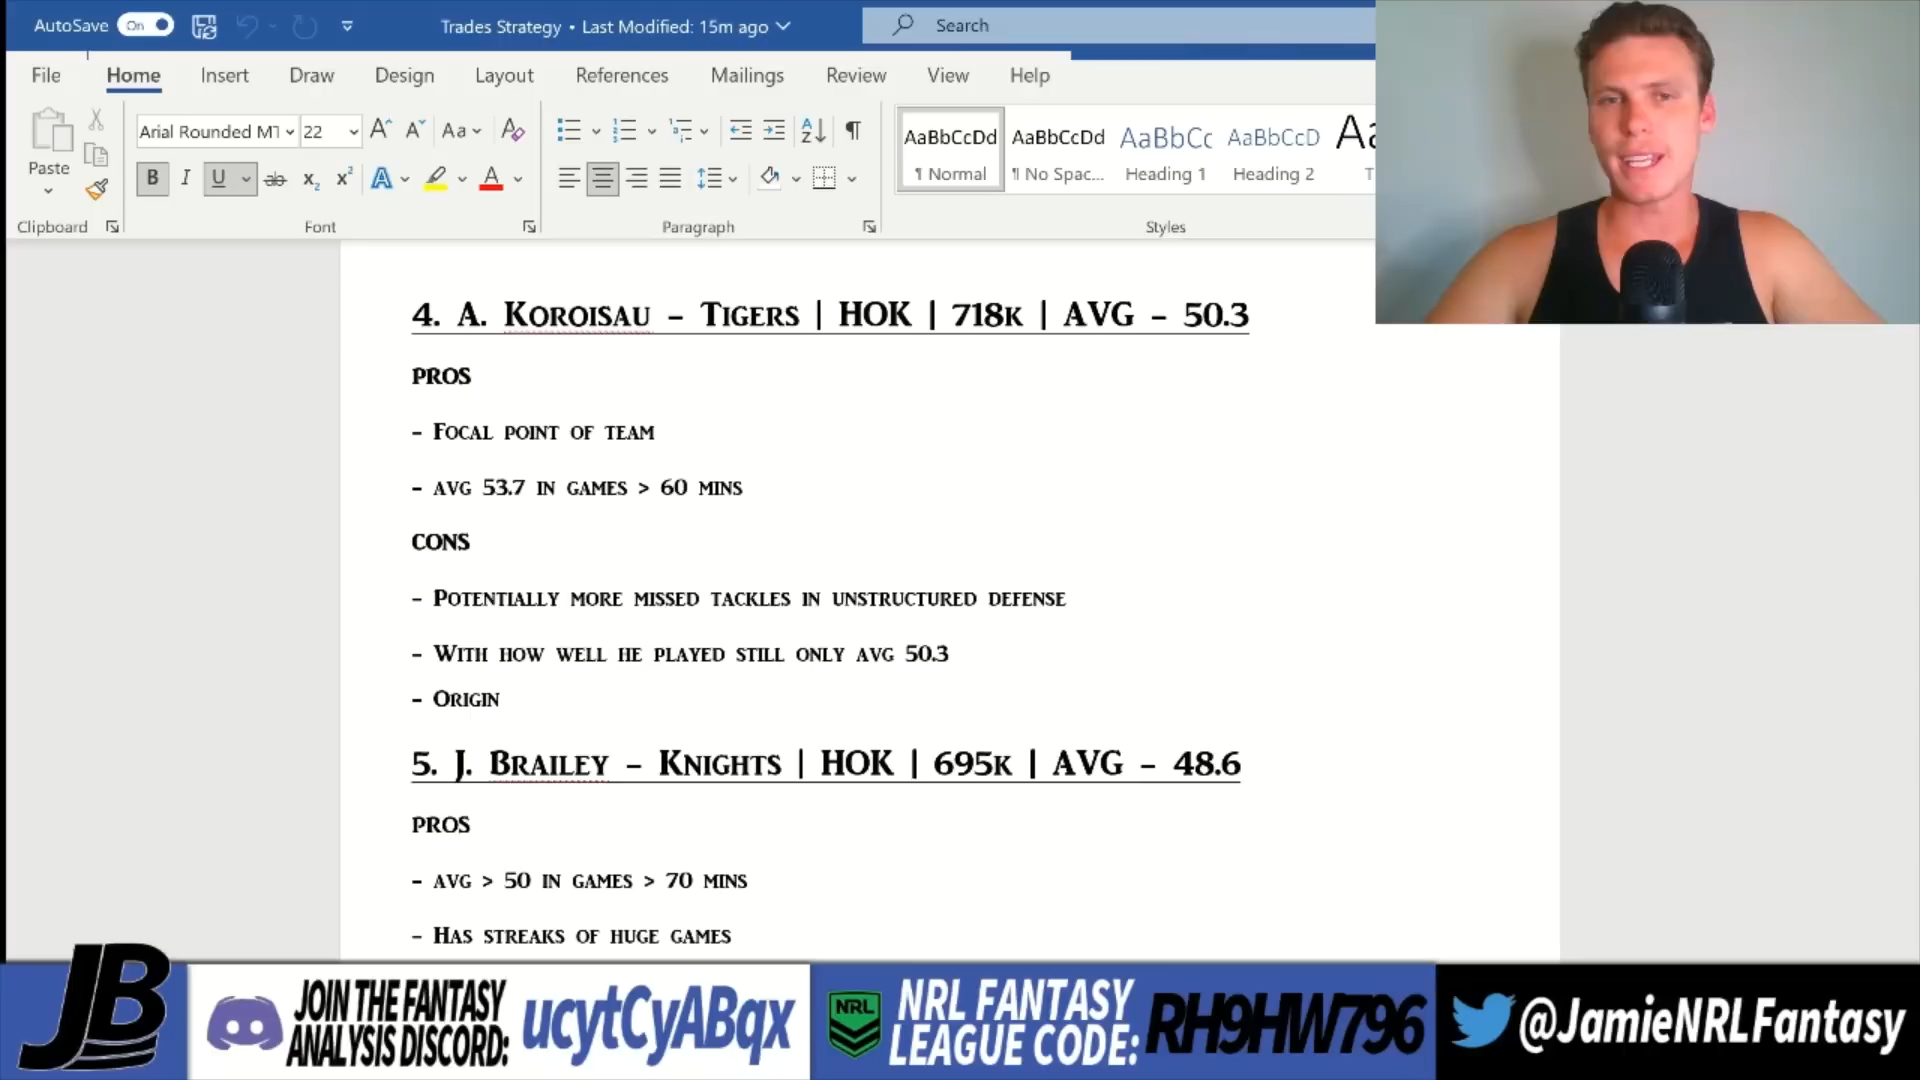 AutoSave On Trades Strategy • Last Modified: 15m ago Search
File Home Insert Draw Design Layout References Mailings Review View Help
Paste Arial Rounded MT 22 Aa AaBbCcDd AaBbCcDd AaBbCc AaBbCcD
B I U ab x₂ x² A A ¶ Normal ¶ No Spac... Heading 1 Heading 2
Clipboard Font Paragraph Styles
4. A. Koroisau – Tigers | HOK | 718k | AVG – 50.3
PROS
– Focal point of team
– avg 53.7 in games > 60 mins
CONS
– Potentially more missed tackles in unstructured defense
– With how well he played still only avg 50.3
– Origin
5. J. Brailey – Knights | HOK | 695k | AVG – 48.6
PROS
– avg > 50 in games > 70 mins
– Has streaks of huge games
JB
JOIN THE FANTASY
ANALYSIS DISCORD:
ucytCyABqx
NRL
NRL FANTASY
LEAGUE CODE:
RH9HW796
@JamieNRLFantasy